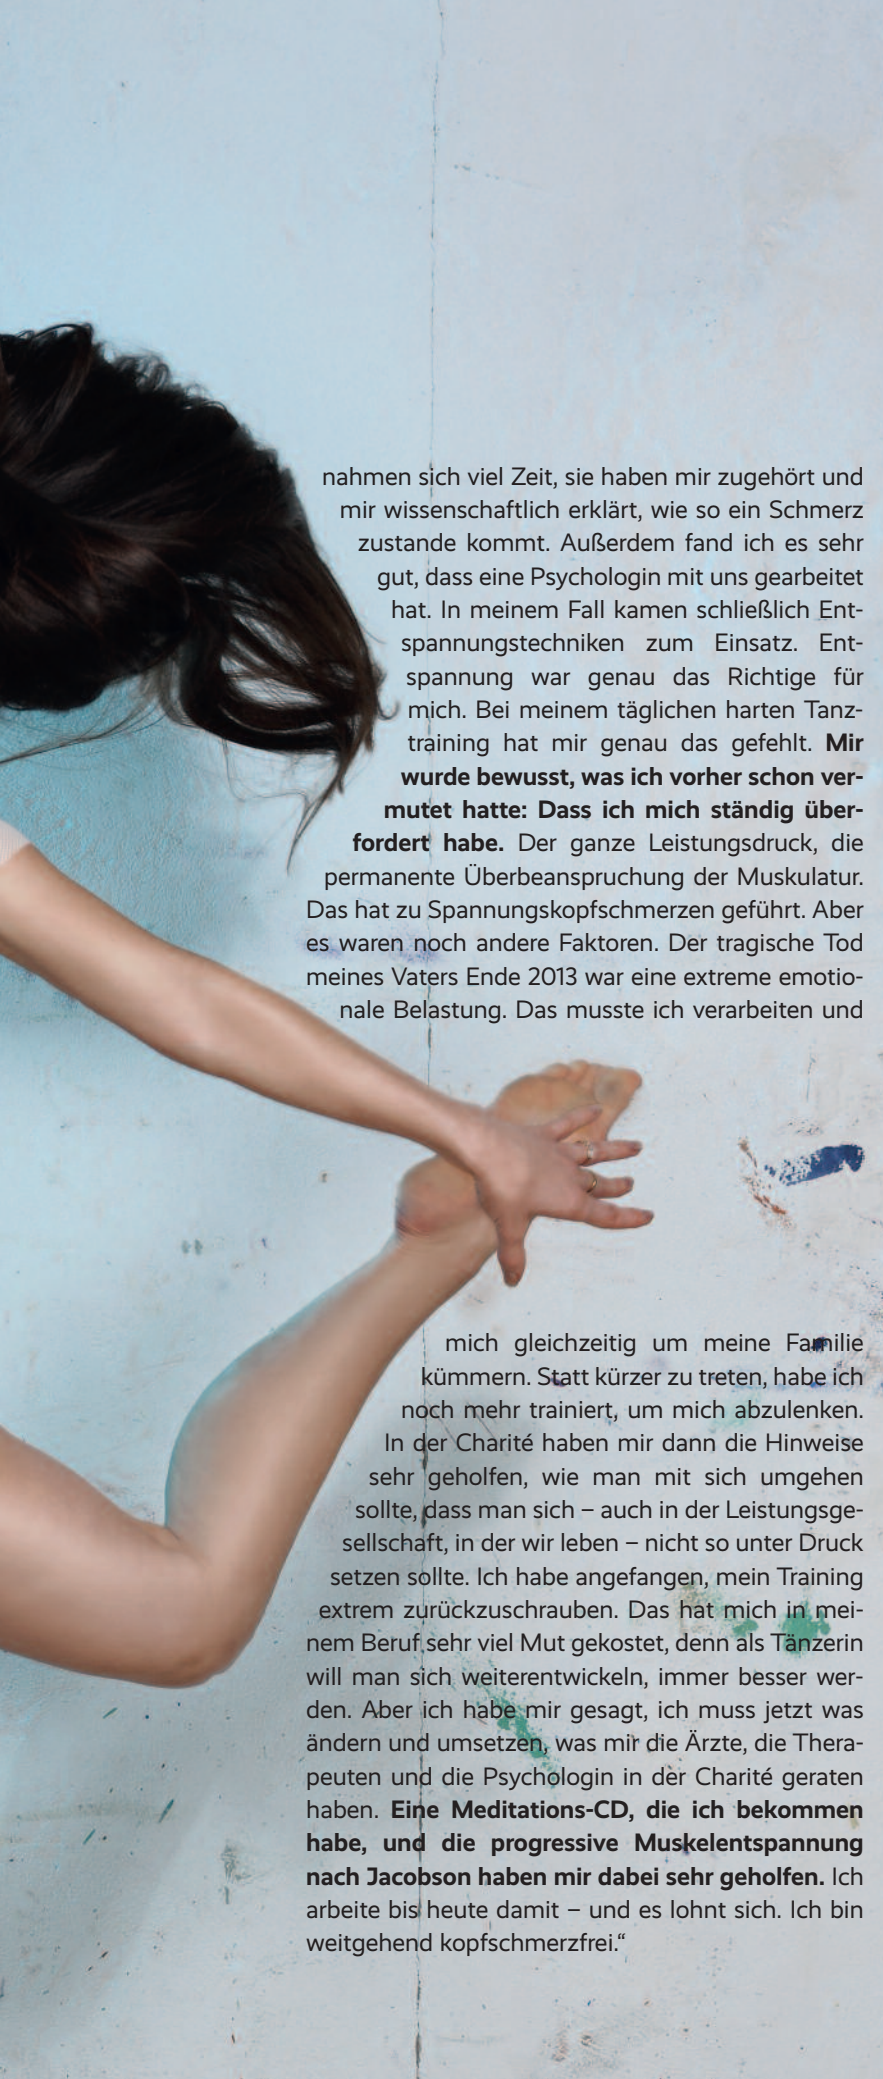 nahmen sich viel Zeit, sie haben mir zugehört und
mir wissenschaftlich erklärt, wie so ein Schmerz
zustande kommt. Außerdem fand ich es sehr
gut, dass eine Psychologin mit uns gearbeitet
hat. In meinem Fall kamen schließlich Ent-
spannungstechniken zum Einsatz. Ent-
spannung war genau das Richtige für
mich. Bei meinem täglichen harten Tanz-
training hat mir genau das gefehlt. Mir
wurde bewusst, was ich vorher schon ver-
mutet hatte: Dass ich mich ständig über-
fordert habe. Der ganze Leistungsdruck, die
permanente Überbeanspruchung der Muskulatur.
Das hat zu Spannungskopfschmerzen geführt. Aber
es waren noch andere Faktoren. Der tragische Tod
meines Vaters Ende 2013 war eine extreme emotio-
nale Belastung. Das musste ich verarbeiten und
mich gleichzeitig um meine Familie
kümmern. Statt kürzer zu treten, habe ich
noch mehr trainiert, um mich abzulenken.
In der Charité haben mir dann die Hinweise
sehr geholfen, wie man mit sich umgehen
sollte, dass man sich – auch in der Leistungsge-
sellschaft, in der wir leben – nicht so unter Druck
setzen sollte. Ich habe angefangen, mein Training
extrem zurückzuschrauben. Das hat mich in mei-
nem Beruf sehr viel Mut gekostet, denn als Tänzerin
will man sich weiterentwickeln, immer besser wer-
den. Aber ich habe mir gesagt, ich muss jetzt was
ändern und umsetzen, was mir die Ärzte, die Thera-
peuten und die Psychologin in der Charité geraten
haben. Eine Meditations-CD, die ich bekommen
habe, und die progressive Muskelentspannung
nach Jacobson haben mir dabei sehr geholfen. Ich
arbeite bis heute damit – und es lohnt sich. Ich bin
weitgehend kopfschmerzfrei.“